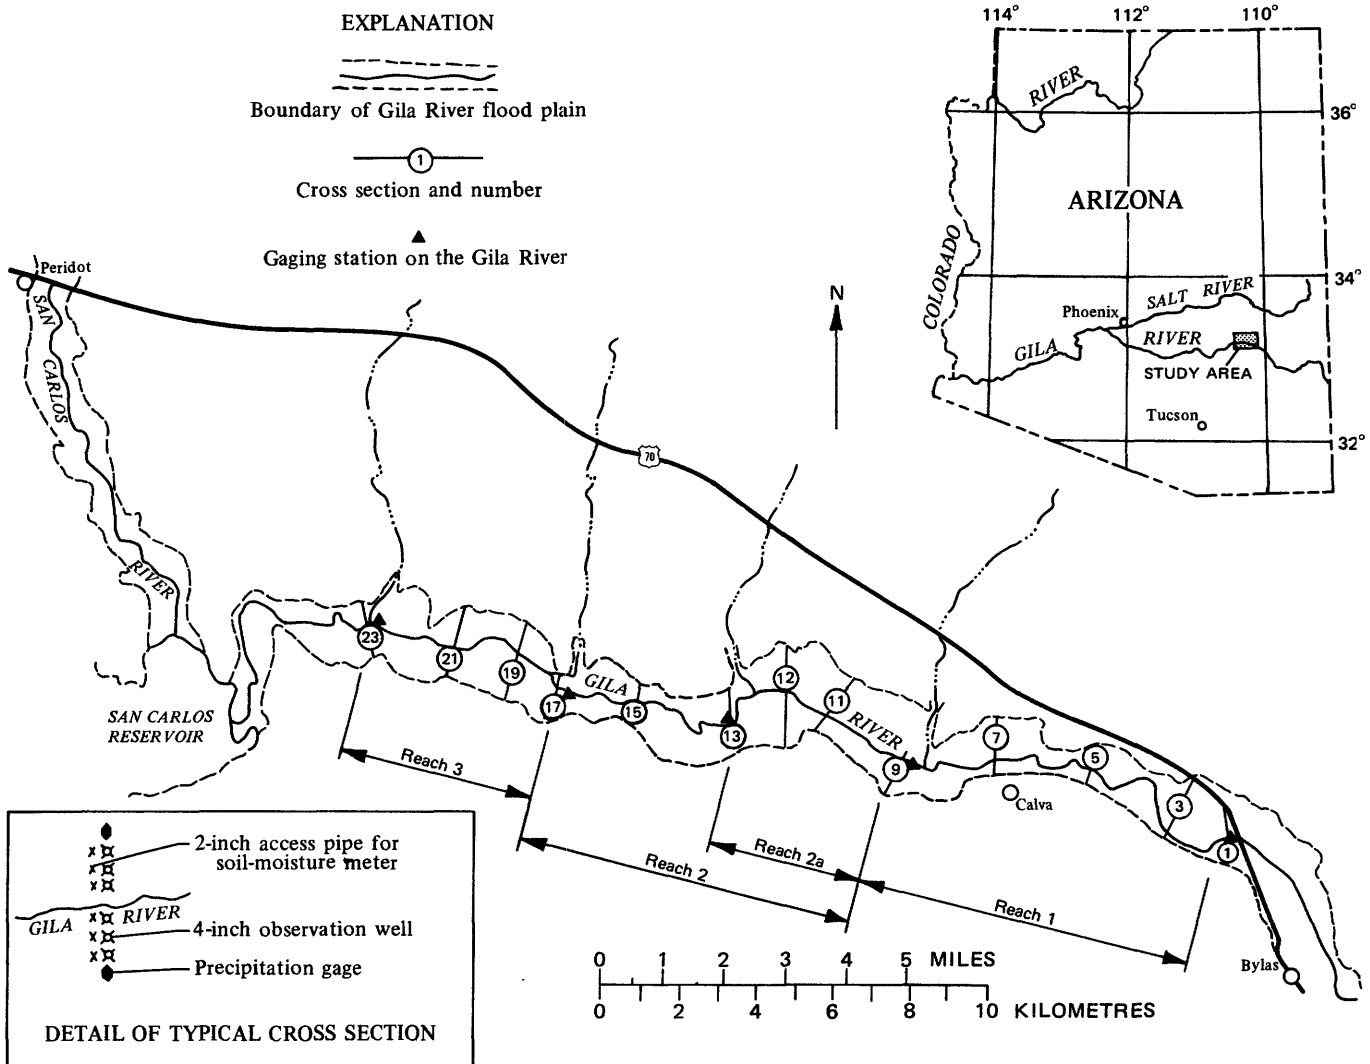 EXPLANATION
Boundary of Gila River flood plain
1
Cross section and number
Gaging station on the Gila River
114°
112°
110°
36°
34°
32°
RIVER
ARIZONA
COLORADO
Phoenix
SALT RIVER
GILA
RIVER
STUDY AREA
Tucson
N
Peridot
SAN
CARLOS
RIVER
70
SAN CARLOS
RESERVOIR
23
21
19
17
15
13
12
11
9
7
5
3
1
GILA
RIVER
Calva
Bylas
Reach 3
Reach 2
Reach 2a
Reach 1
0 1 2 3 4 5 MILES
0 2 4 6 8 10 KILOMETRES
2-inch access pipe for
soil-moisture meter
GILA RIVER
4-inch observation well
Precipitation gage
DETAIL OF TYPICAL CROSS SECTION